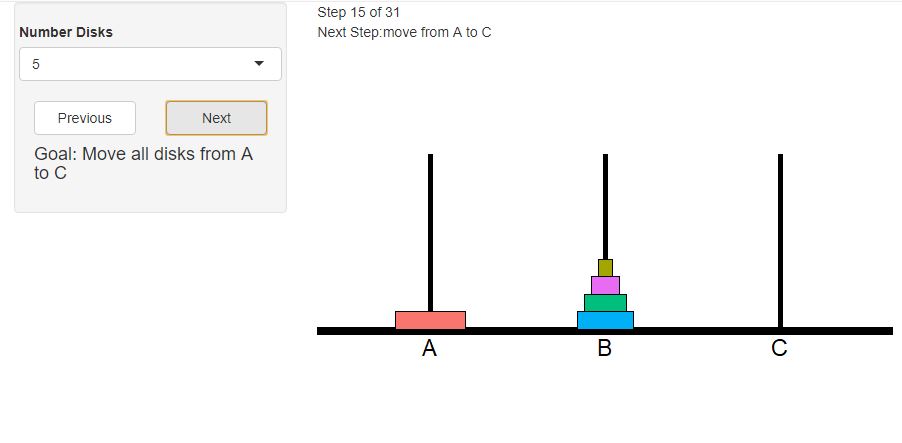 Number Disks
5
Previous
Next
Goal: Move all disks from A
to C
Step 15 of 31
Next Step:move from A to C
A
B
C